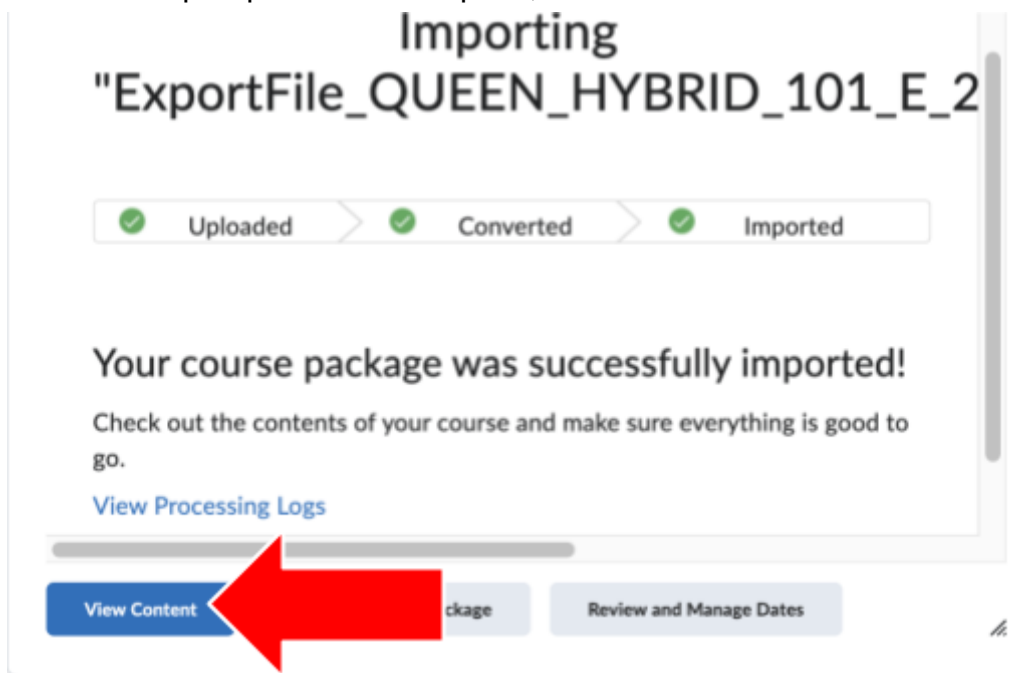 Importing
"ExportFile_QUEEN_HYBRID_101_E_2
Uploaded Converted Imported
Your course package was successfully imported!
Check out the contents of your course and make sure everything is good to
go.
View Processing Logs
View Content Review and Manage Dates